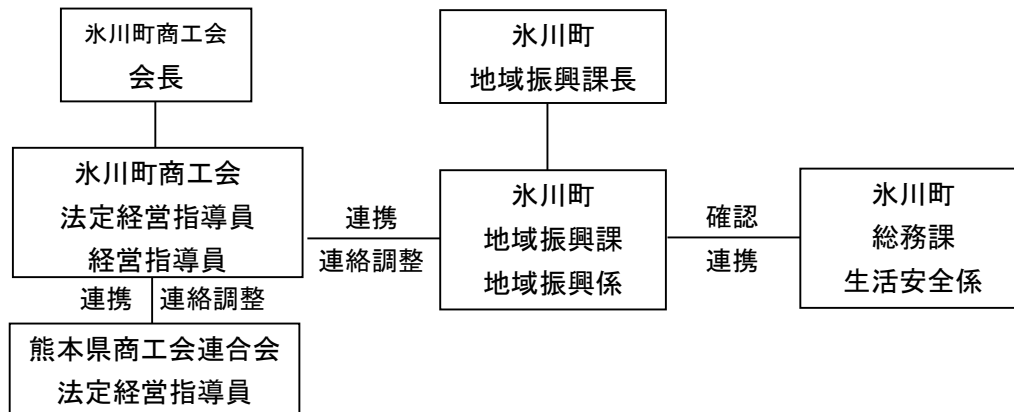 氷川町商工会
会長
氷川町
地域振興課長
氷川町商工会
法定経営指導員
経営指導員
連携
連絡調整
氷川町
地域振興課
地域振興係
確認
連携
氷川町
総務課
生活安全係
連携
連絡調整
熊本県商工会連合会
法定経営指導員